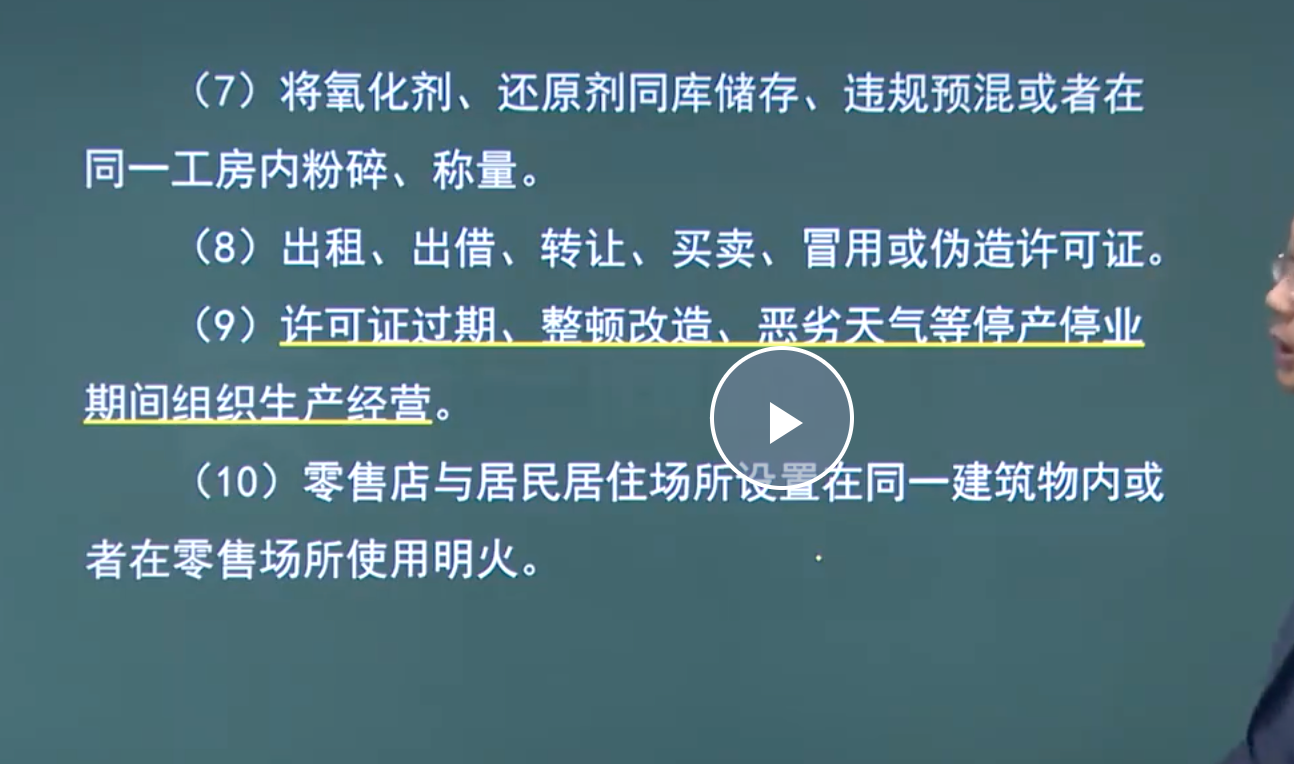 (7)将氧化剂、还原剂同库储存、违规预混或者在
同一工房内粉碎、称量。
(8)出租、出借、转让、买卖、冒用或伪造许可证。
(9)许可证过期、整顿改造、恶劣天气等停产停业
期间组织生产经营。
(10)零售店与居民居住场所设置在同一建筑物内或
者在零售场所使用明火。